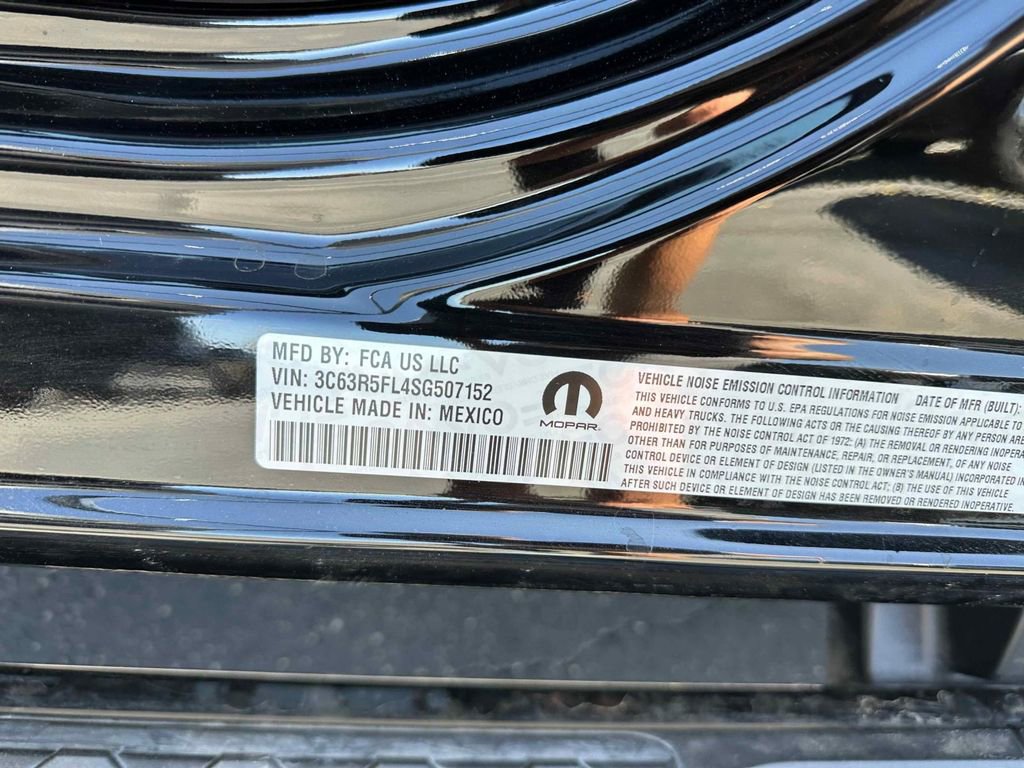 MFD BY: FCA US LLC
VIN: 3C63R5FL4SG507152
VEHICLE MADE IN: MEXICO
MOPAR
VEHICLE NOISE EMISSION CONTROL INFORMATION DATE OF MFR (BUILT):
THIS VEHICLE CONFORMS TO U.S. EPA REGULATIONS FOR NOISE EMISSION APPLICABLE TO
AND HEAVY TRUCKS. THE FOLLOWING ACTS OR THE CAUSING THEREOF BY ANY PERSON ARE
PROHIBITED BY THE NOISE CONTROL ACT OF 1972: (A) THE REMOVAL OR RENDERING
OTHER THAN FOR PURPOSES OF MAINTENANCE, REPAIR, OR REPLACEMENT, OF ANY NOISE
CONTROL DEVICE OR ELEMENT OF DESIGN (LISTED IN THE OWNER'S MANUAL) INCORPORATED
THIS VEHICLE IN COMPLIANCE WITH THE NOISE CONTROL ACT: (B) THE USE OF THIS VEHICLE
AFTER SUCH DEVICE OR ELEMENT OF DESIGN HAS BEEN REMOVED OR RENDERED INOPERATIVE.